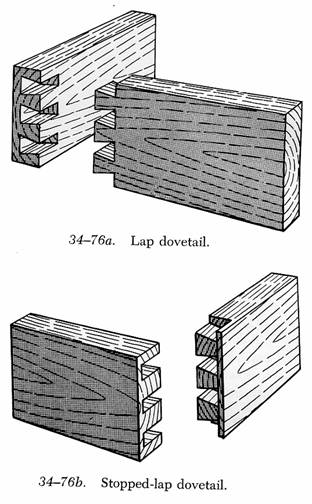 34–76a. Lap dovetail.
34–76b. Stopped-lap dovetail.